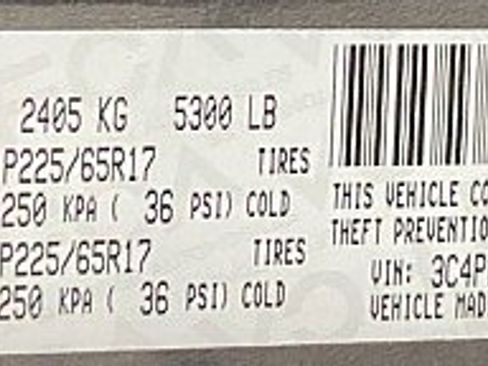 2405 KG 5300 LB
P225/65R17 TIRES
250 KPA ( 36 PSI) COLD
P225/65R17 TIRES
250 KPA ( 36 PSI) COLD
THIS VEHICLE CO
THEFT PREVENTIO
VIN: 3C4P
VEHICLE MAD